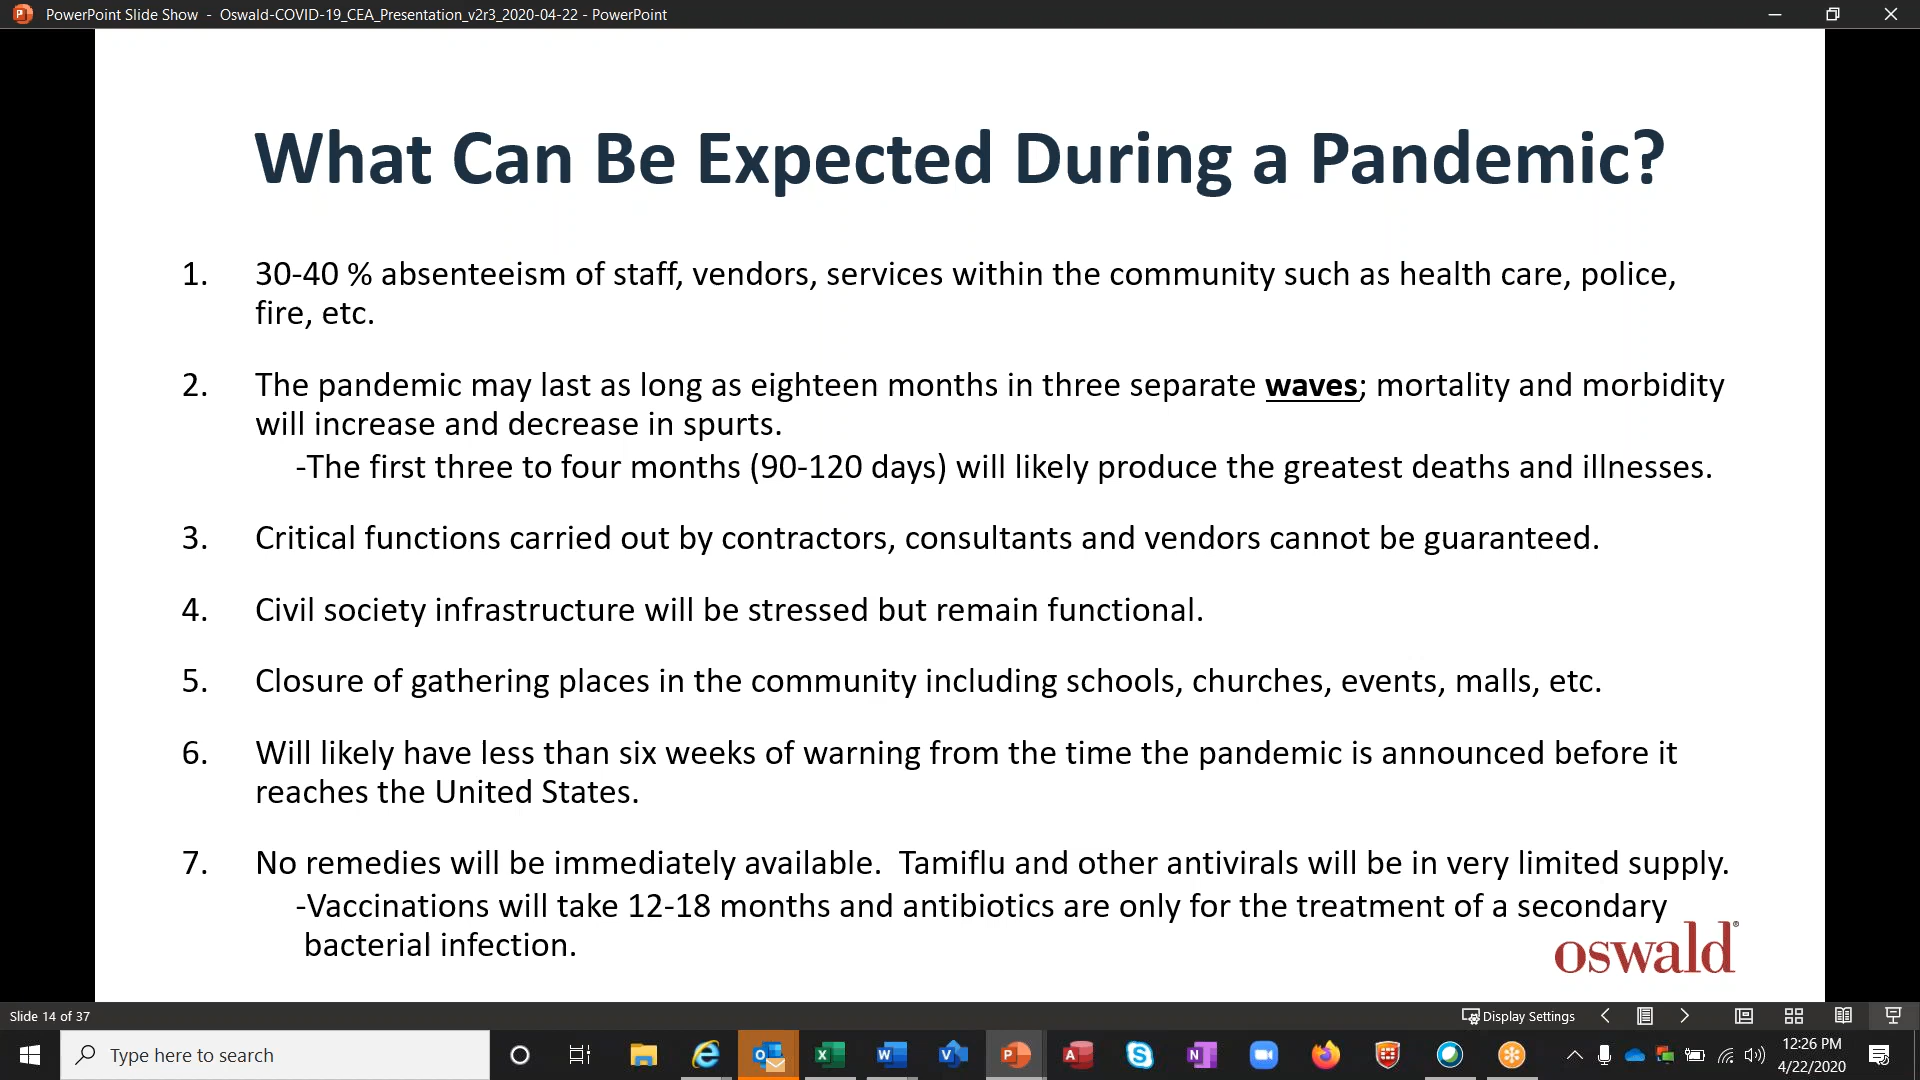 PowerPoint Slide Show - Oswald-COVID-19_CEA_Presentation_v2r3_2020-04-22 - PowerPoint
What Can Be Expected During a Pandemic?
1. 30-40 % absenteeism of staff, vendors, services within the community such as health care, police,
fire, etc.
2. The pandemic may last as long as eighteen months in three separate waves; mortality and morbidity
will increase and decrease in spurts.
-The first three to four months (90-120 days) will likely produce the greatest deaths and illnesses.
3. Critical functions carried out by contractors, consultants and vendors cannot be guaranteed.
4. Civil society infrastructure will be stressed but remain functional.
5. Closure of gathering places in the community including schools, churches, events, malls, etc.
6. Will likely have less than six weeks of warning from the time the pandemic is announced before it
reaches the United States.
7. No remedies will be immediately available.  Tamiflu and other antivirals will be in very limited supply.
-Vaccinations will take 12-18 months and antibiotics are only for the treatment of a secondary
bacterial infection.
oswald®
Slide 14 of 37
Display Settings
Type here to search
12:26 PM
4/22/2020